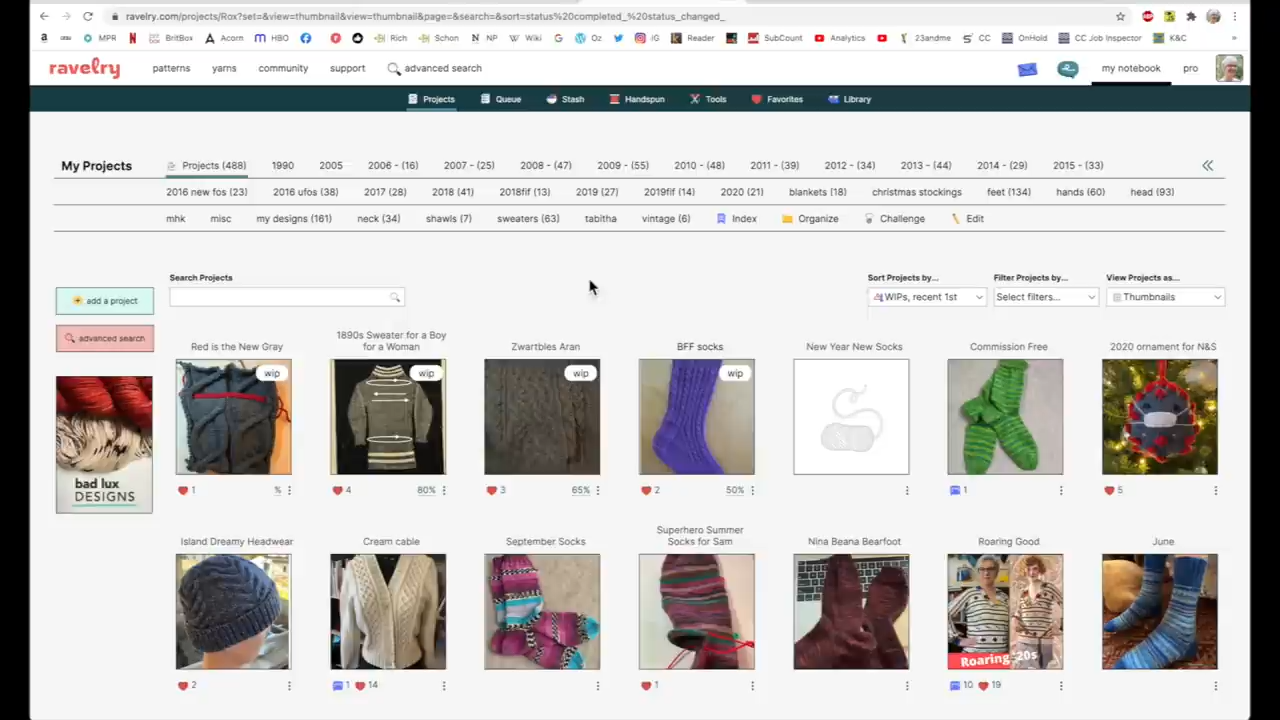 ravelry.com/projects/Rox?set=&view=thumbnail&view=thumbnail&page=&search=&sort=status%20completed_%20status_changed_
MPR BritBox Acorn HBO Rich Schon NP Wiki Oz IG Reader SubCount Analytics 23andme CC OnHold CC Job Inspector K&C »
ravelry patterns yarns community support advanced search my notebook pro
Projects Queue Stash Handspun Tools Favorites Library
My Projects Projects (488) 1990 2005 2006 - (16) 2007 - (25) 2008 - (47) 2009 - (55) 2010 - (48) 2011 - (39) 2012 - (34) 2013 - (44) 2014 - (29) 2015 - (33)
2016 new fos (23) 2016 ufos (38) 2017 (28) 2018 (41) 2018fif (13) 2019 (27) 2019fif (14) 2020 (21) blankets (18) christmas stockings feet (134) hands (60) head (93)
mhk misc my designs (161) neck (34) shawls (7) sweaters (63) tabitha vintage (6) Index Organize Challenge Edit
Search Projects Sort Projects by... Filter Projects by... View Projects as...
add a project WIPs, recent 1st Select filters... Thumbnails
advanced search
Red is the New Gray
1890s Sweater for a Boy
for a Woman
Zwartbles Aran
BFF socks
New Year New Socks
Commission Free
2020 ornament for N&S
wip wip wip wip
bad lux
DESIGNS
1 % 4 80% 3 65% 2 50% 1 5
Island Dreamy Headwear
Cream cable
September Socks
Superhero Summer
Socks for Sam
Nina Beana Bearfoot
Roaring Good
June
Roaring '20s
2 1 14 1 10 19